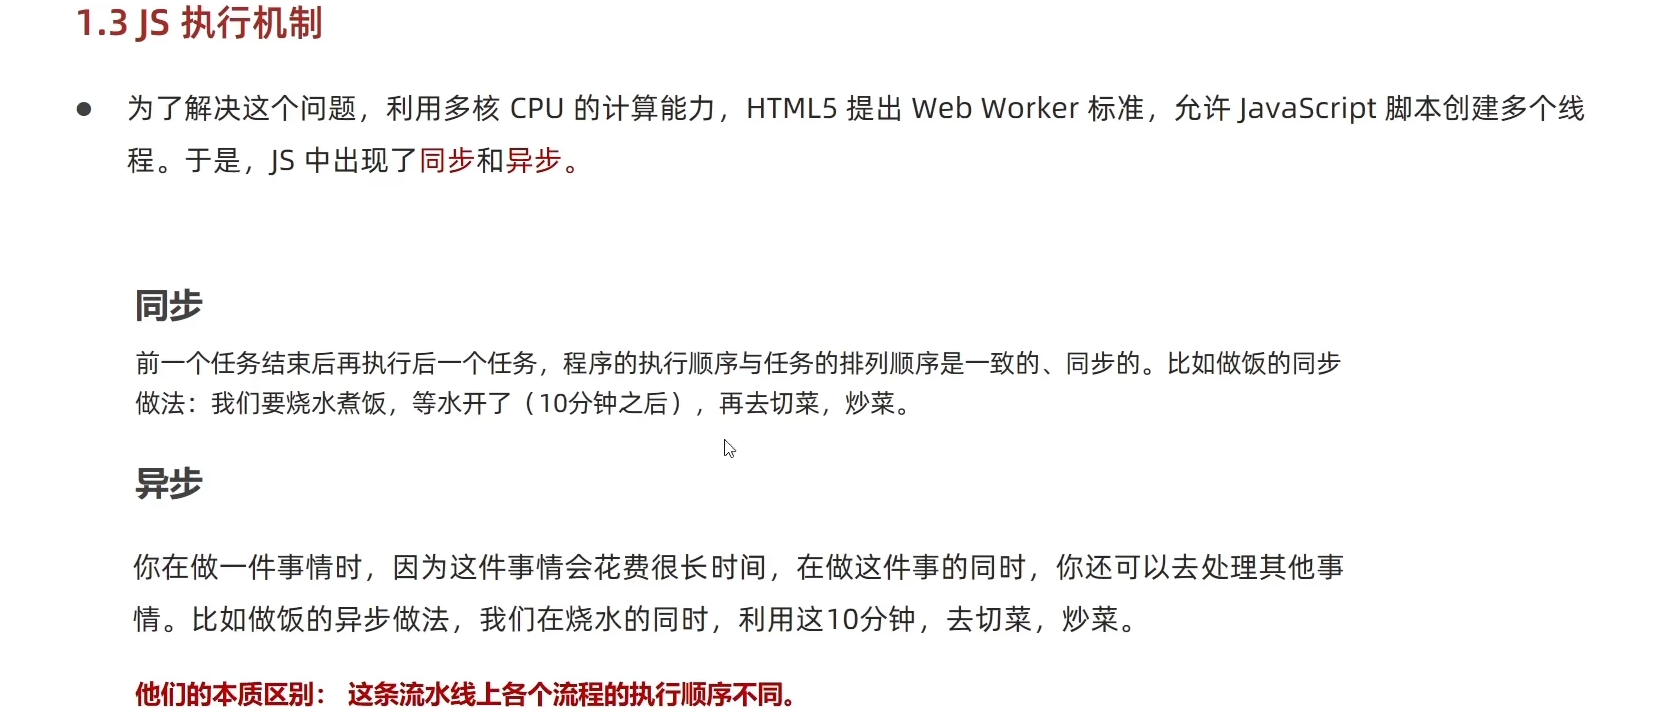 1.3 JS 执行机制
● 为了解决这个问题，利用多核 CPU 的计算能力，HTML5 提出 Web Worker 标准，允许 JavaScript 脚本创建多个线
程。于是，JS 中出现了同步和异步。
同步
前一个任务结束后再执行后一个任务，程序的执行顺序与任务的排列顺序是一致的、同步的。比如做饭的同步
做法：我们要烧水煮饭，等水开了（10分钟之后），再去切菜，炒菜。
异步
你在做一件事情时，因为这件事情会花费很长时间，在做这件事的同时，你还可以去处理其他事
情。比如做饭的异步做法，我们在烧水的同时，利用这10分钟，去切菜，炒菜。
他们的本质区别： 这条流水线上各个流程的执行顺序不同。